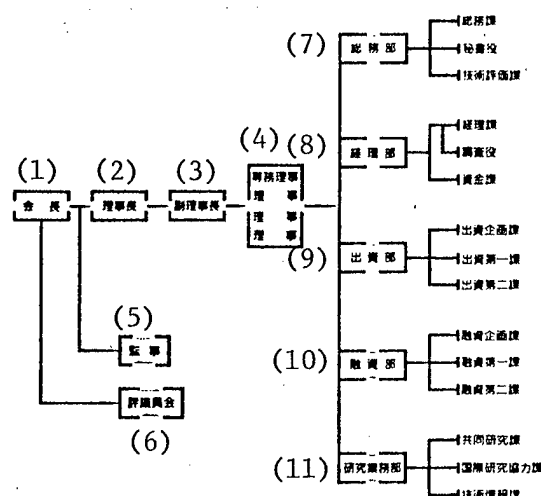 (1)
会長
(2)
理事長
(3)
副理事長
(4)
専務理事
理事
理事
理事
(5)
監事
(6)
評議員会
(7)
総務部
総務課
秘書役
技術評価課
(8)
経理部
経理課
調査役
資金課
(9)
出資部
出資企画課
出資第一課
出資第二課
(10)
融資部
融資企画課
融資第一課
融資第二課
(11)
研究業務部
共同研究課
国際研究協力課
技術情報課